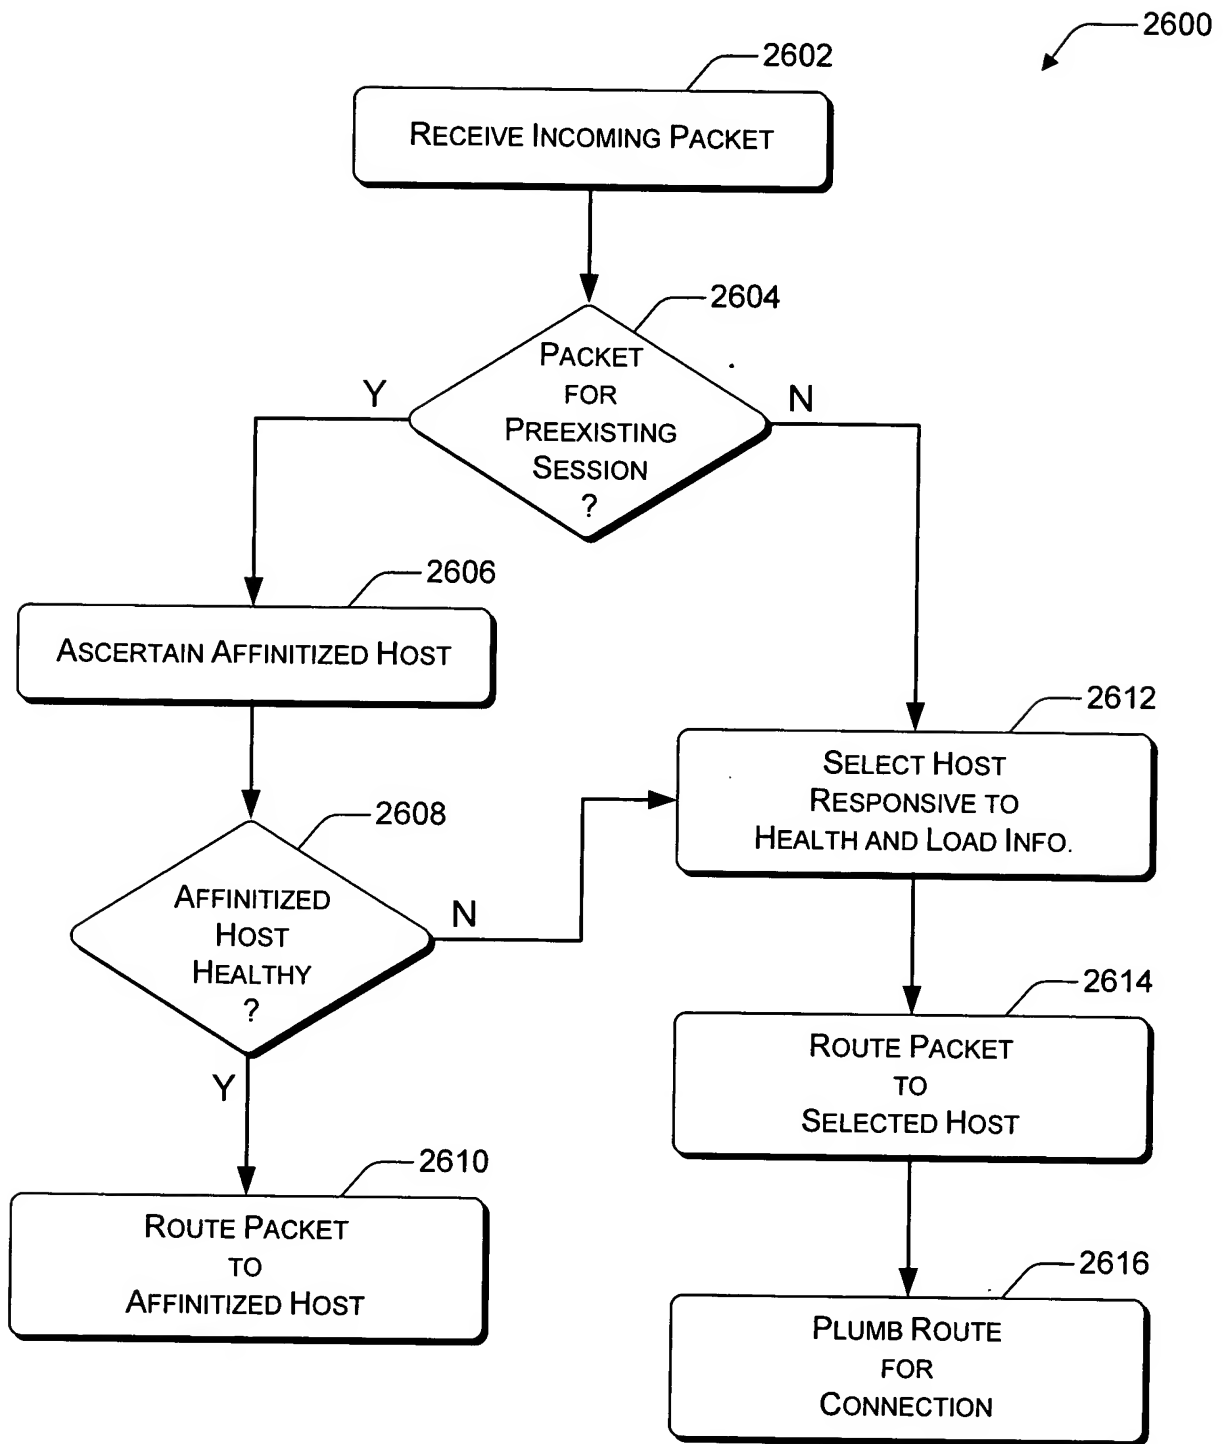 2600
2602
RECEIVE INCOMING PACKET
2604
PACKET
FOR
PREEXISTING
SESSION
?
Y
N
2606
ASCERTAIN AFFINITIZED HOST
2612
SELECT HOST
RESPONSIVE TO
HEALTH AND LOAD INFO.
2608
AFFINITIZED
HOST
HEALTHY
?
N
Y
2614
ROUTE PACKET
TO
SELECTED HOST
2610
ROUTE PACKET
TO
AFFINITIZED HOST
2616
PLUMB ROUTE
FOR
CONNECTION